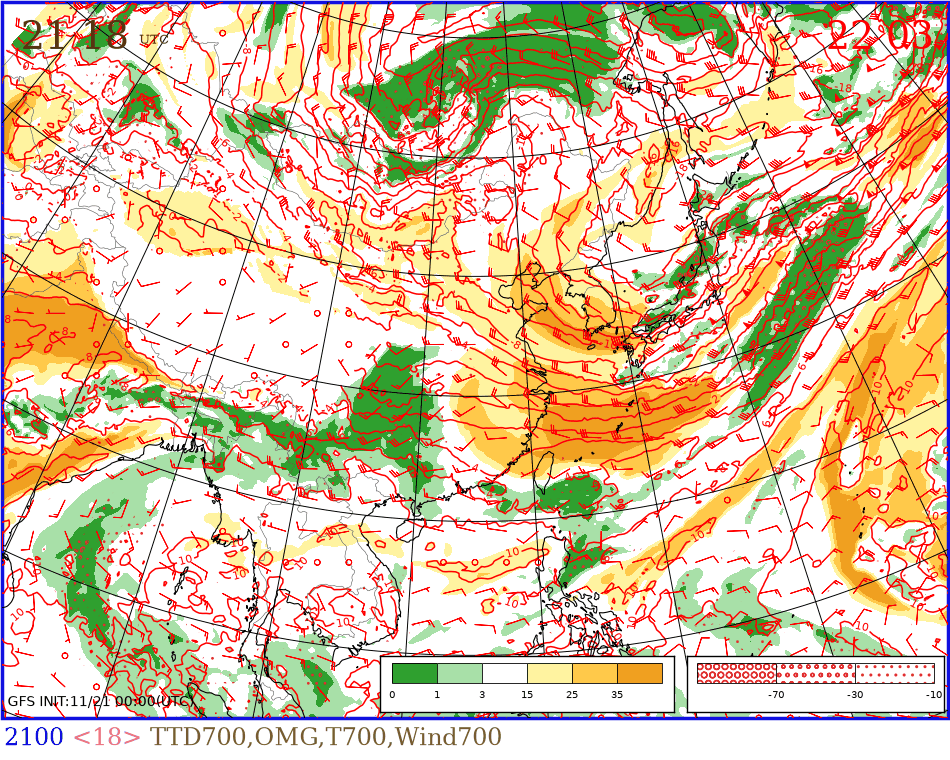 21 18 UTC
22 03
GFS INIT:11/21 00:00(UTC)
0 1 3 15 25 35
-70 -30 -10
2100 <18> TTD700,OMG,T700,Wind700